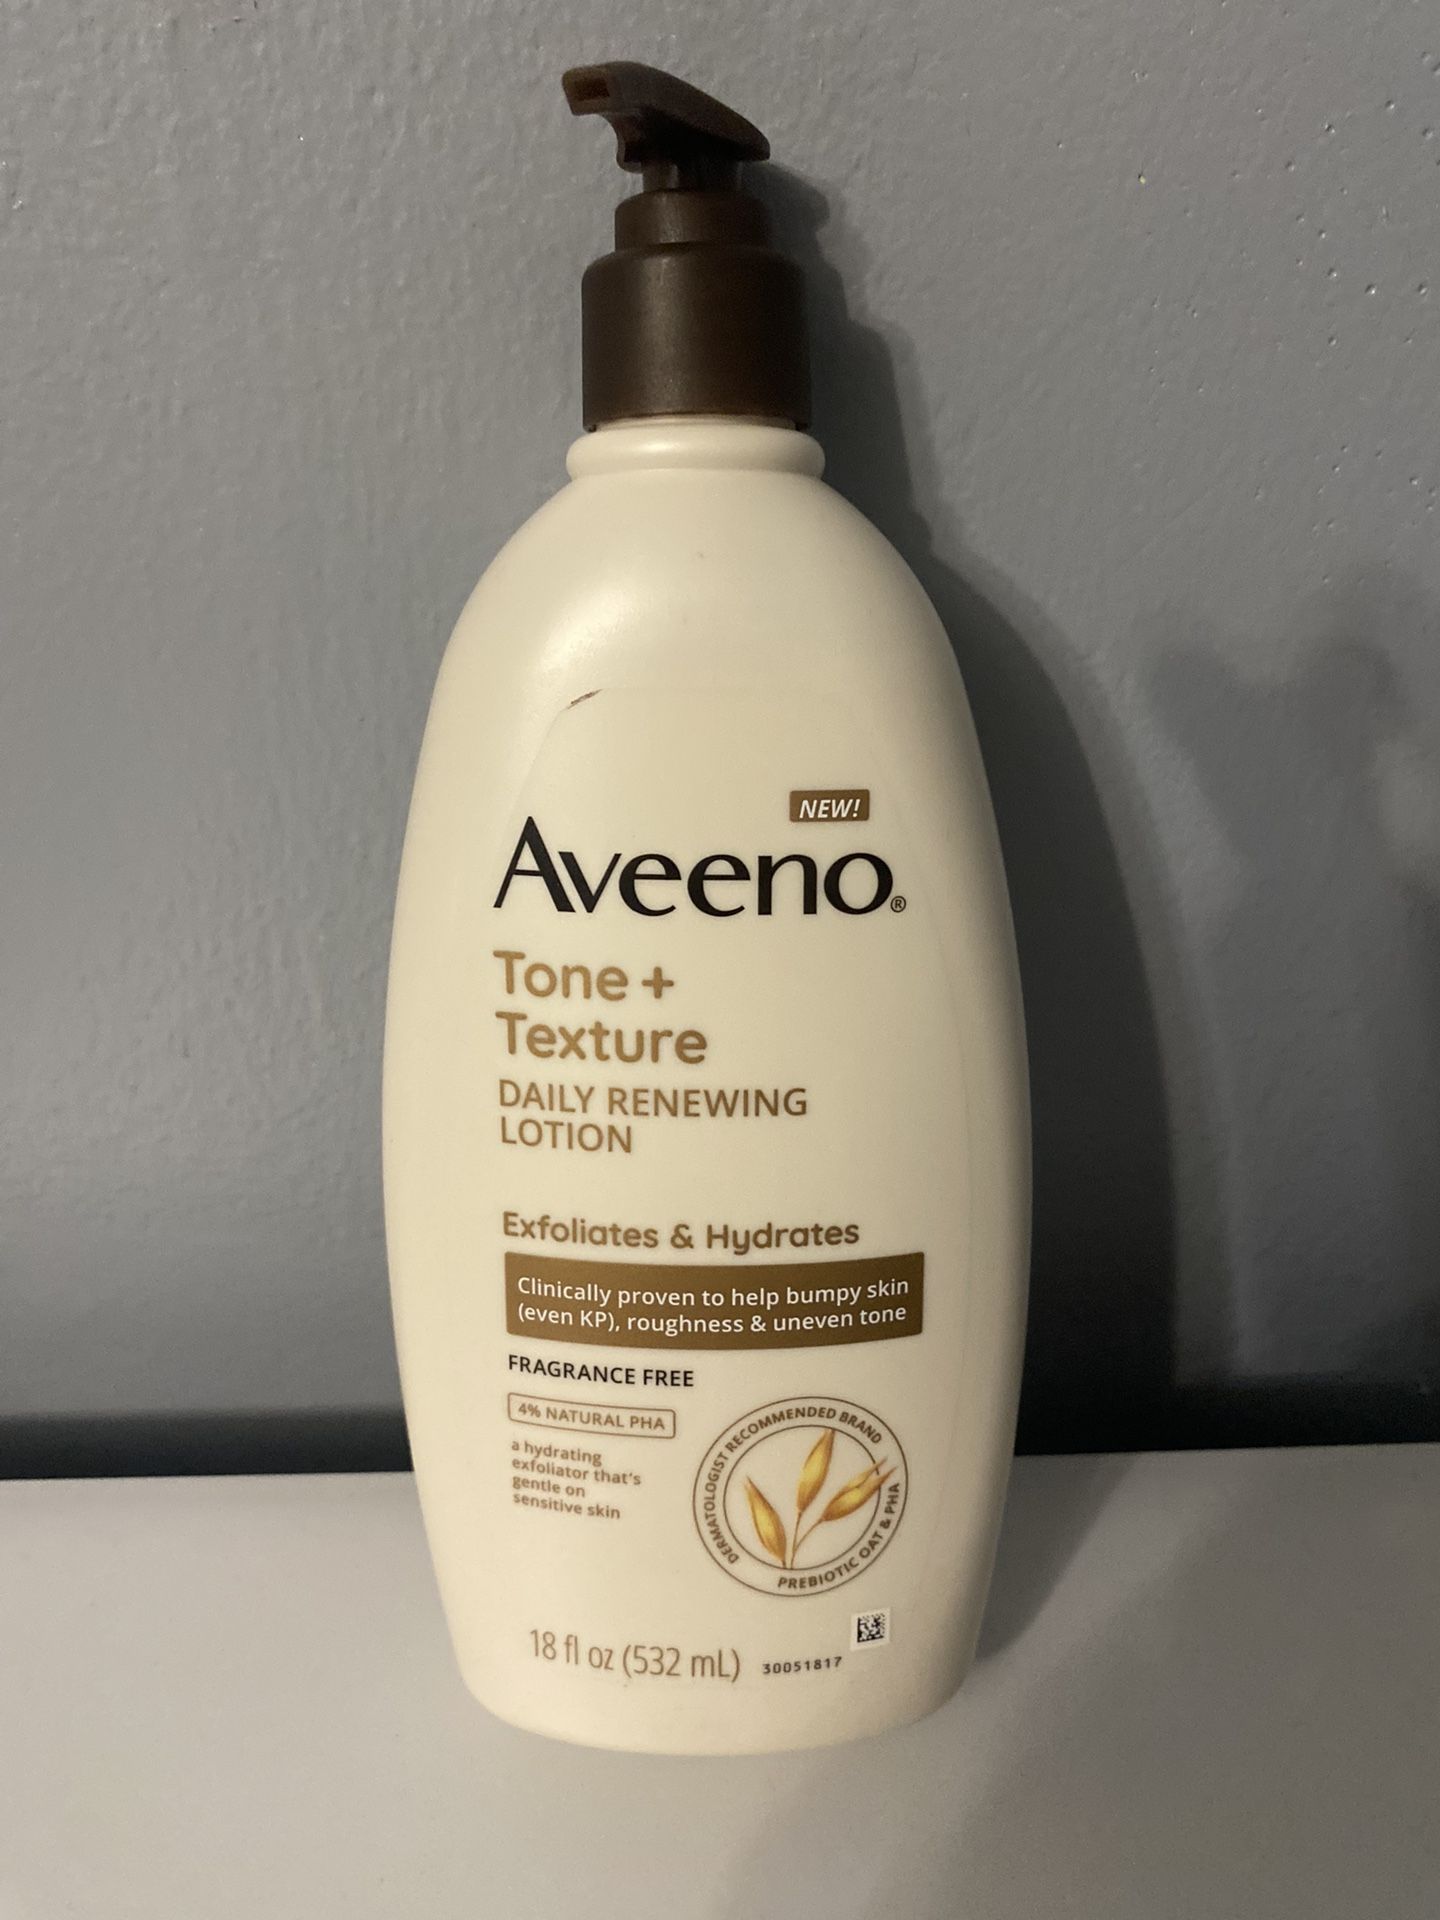 NEW!
Aveeno®
Tone +
Texture
DAILY RENEWING
LOTION
Exfoliates & Hydrates
Clinically proven to help bumpy skin
(even KP), roughness & uneven tone
FRAGRANCE FREE
4% NATURAL PHA
a hydrating
exfoliator that's
gentle on
sensitive skin
DERMATOLOGIST RECOMMENDED BRAND
PREBIOTIC OAT & PHA
18 fl oz (532 mL)
30051817